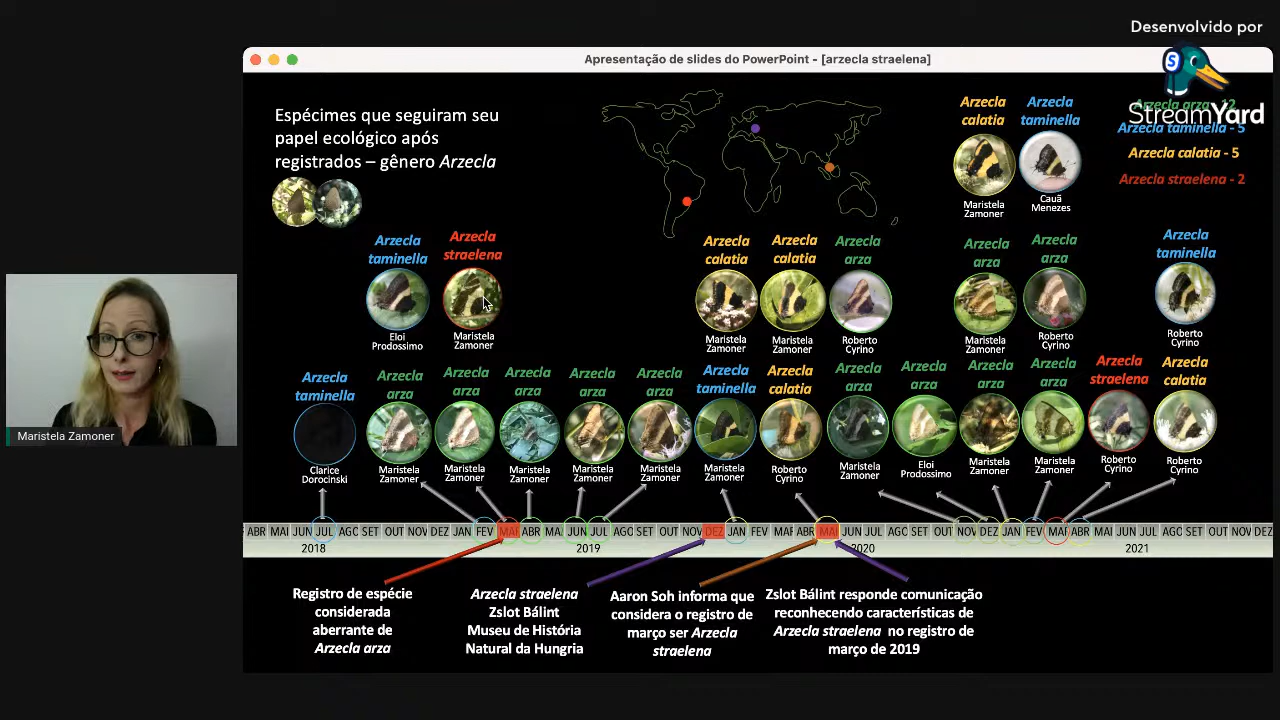 Desenvolvido por
StreamYard
Apresentação de slides do PowerPoint - [arzecla straelena]
Espécimes que seguiram seu
papel ecológico após
registrados – gênero Arzecla
Arzecla calatia
Maristela Zamoner
Arzecla taminella
Cauã Menezes
Arzecla arza - 12
Arzecla taminella - 5
Arzecla calatia - 5
Arzecla straelena - 2
Arzecla taminella
Eloi Prodossimo
Arzecla straelena
Maristela Zamoner
Arzecla calatia
Maristela Zamoner
Arzecla calatia
Maristela Zamoner
Arzecla arza
Roberto Cyrino
Arzecla arza
Maristela Zamoner
Arzecla arza
Roberto Cyrino
Arzecla taminella
Roberto Cyrino
Arzecla taminella
Clarice Dorocinski
Arzecla arza
Maristela Zamoner
Arzecla arza
Maristela Zamoner
Arzecla arza
Maristela Zamoner
Arzecla arza
Maristela Zamoner
Arzecla arza
Maristela Zamoner
Arzecla taminella
Maristela Zamoner
Arzecla calatia
Roberto Cyrino
Arzecla arza
Maristela Zamoner
Arzecla arza
Eloi Prodossimo
Arzecla arza
Maristela Zamoner
Arzecla arza
Maristela Zamoner
Arzecla straelena
Roberto Cyrino
Arzecla calatia
Roberto Cyrino
Maristela Zamoner
ABR MAI JUN JUL AGO SET OUT NOV DEZ JAN FEV MAR ABR MAI JUN JUL AGO SET OUT NOV DEZ JAN FEV MAR ABR MAI JUN JUL AGO SET OUT NOV DEZ JAN FEV MAR ABR MAI JUN JUL AGO SET OUT NOV DEZ
2018 2019 2020 2021
Registro de espécie
considerada
aberrante de
Arzecla arza
Arzecla straelena
Zslot Bálint
Museu de História
Natural da Hungria
Aaron Soh informa que
considera o registro de
março ser Arzecla
straelena
Zslot Bálint responde comunicação
reconhecendo características de
Arzecla straelena no registro de
março de 2019